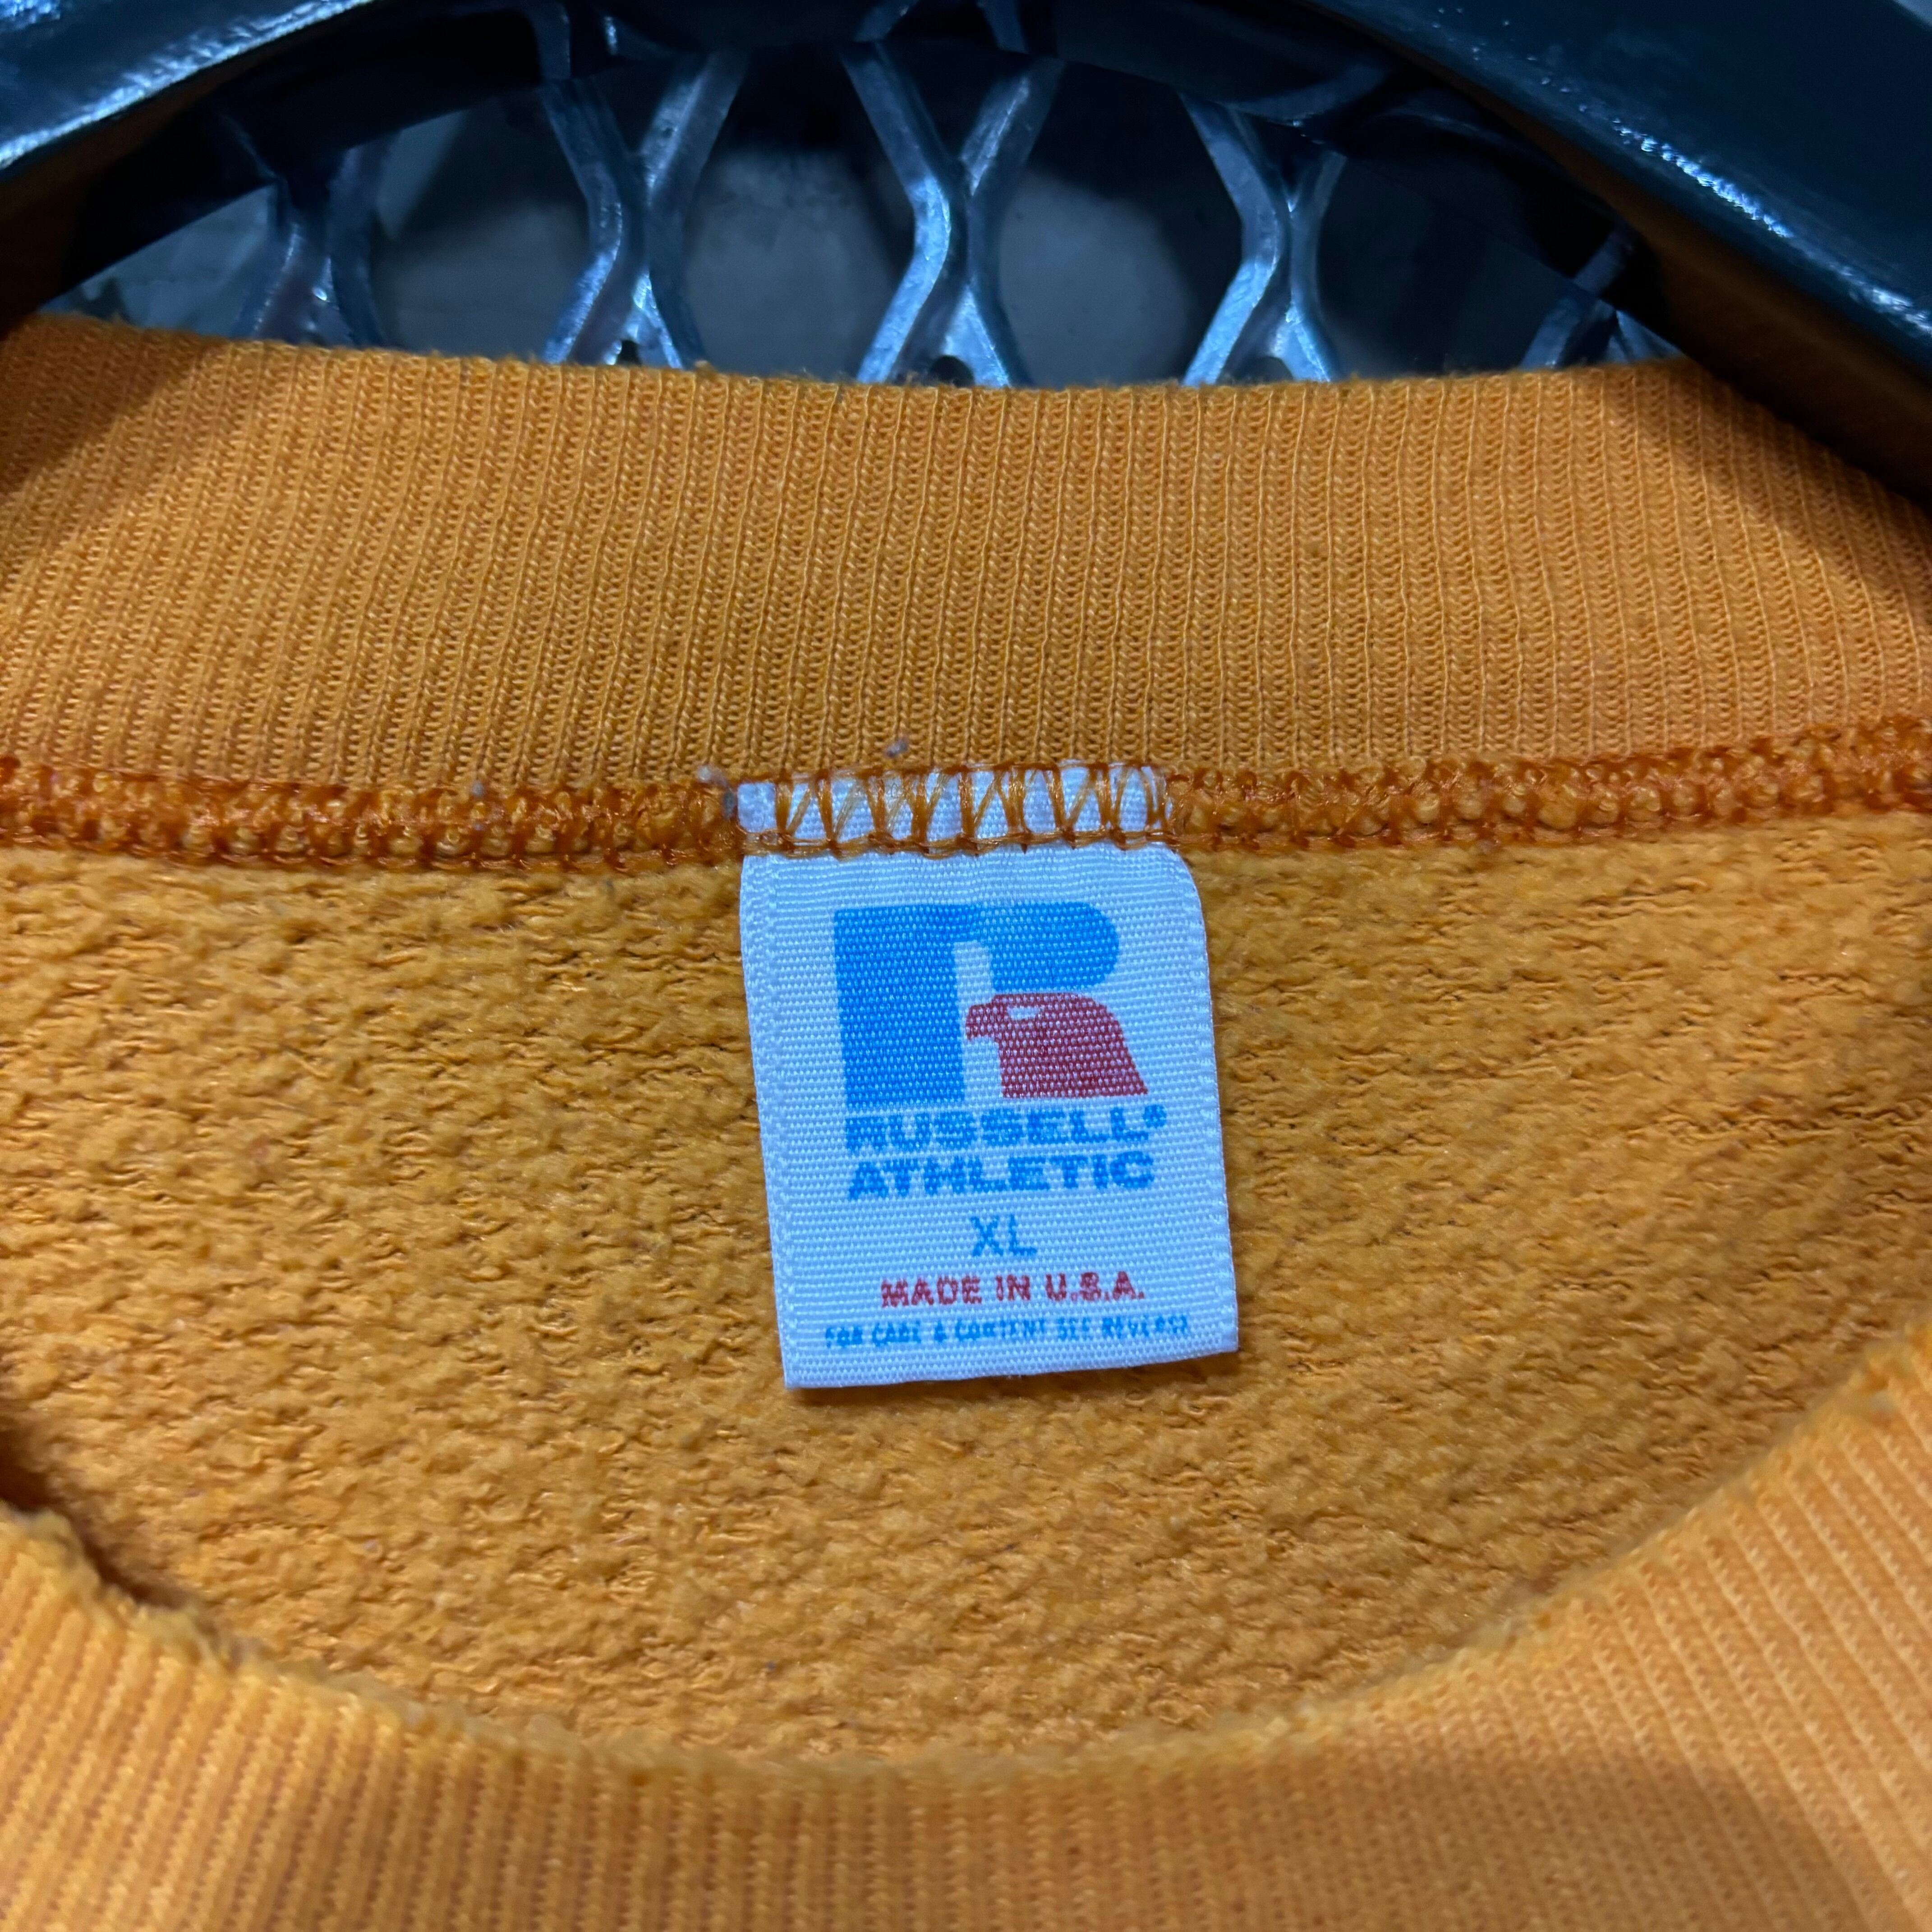 R
RUSSELL®
ATHLETIC
XL
MADE IN U.S.A.
FOR CARE & CONTENT SEE REVERSE